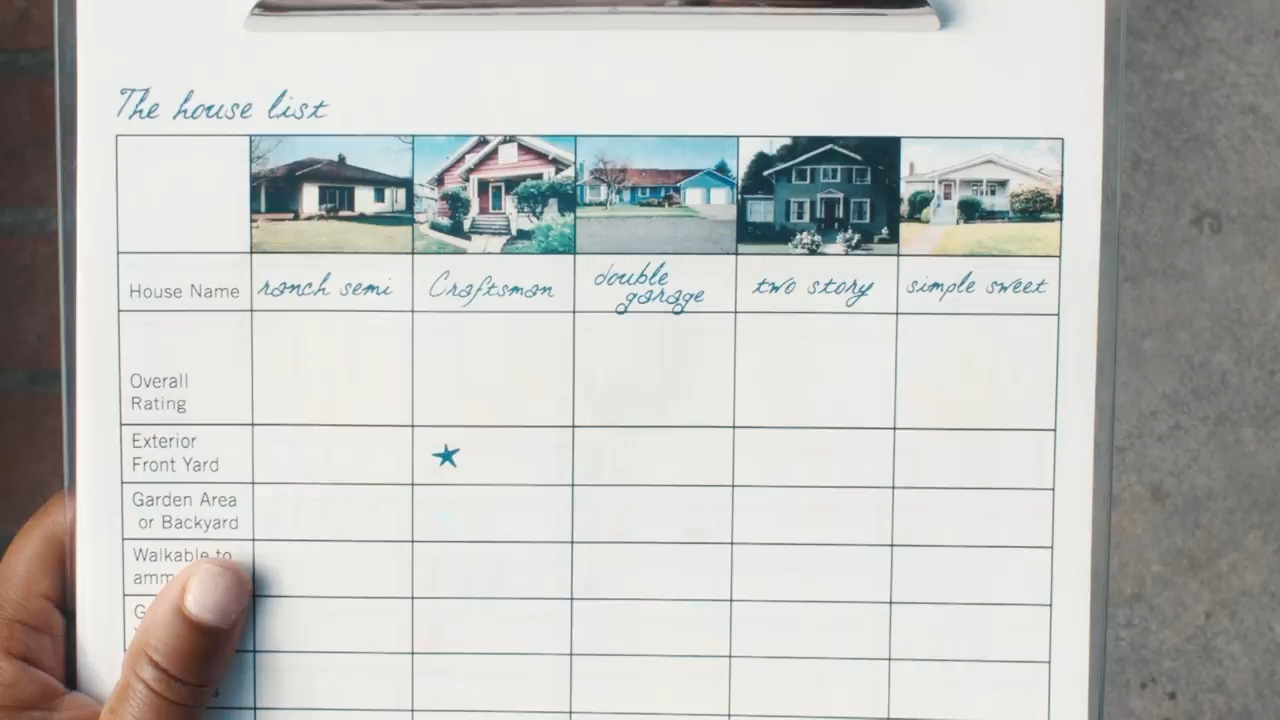 The house list
House Name
ranch semi
Craftsman
double
garage
two story
simple sweet
Overall
Rating
Exterior
Front Yard
Garden Area
or Backyard
Walkable to